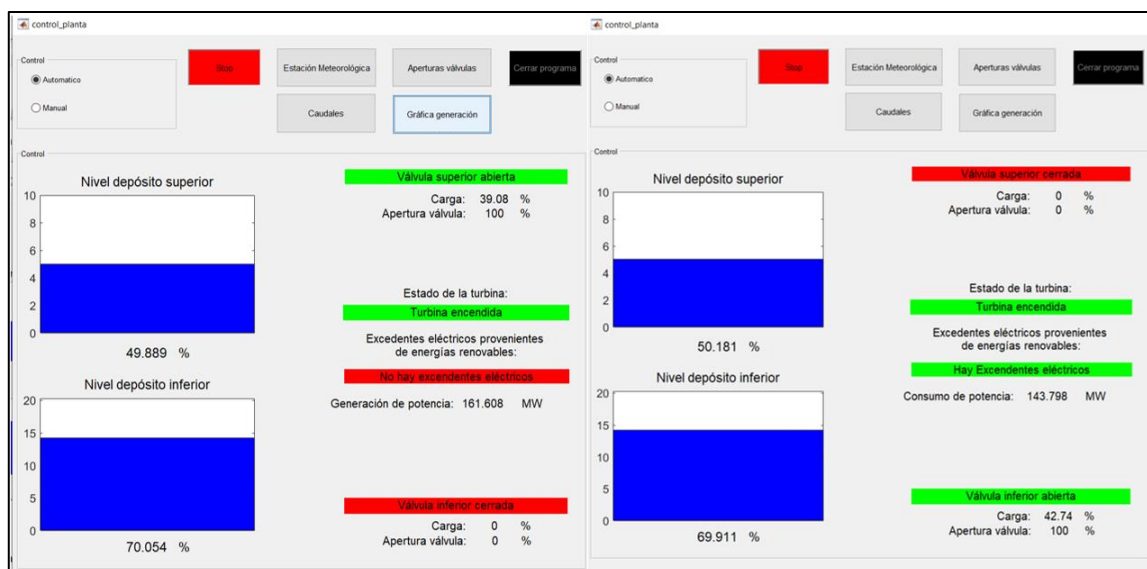 control_planta
Control
Automatico
Manual
Stop
Estación Meteorológica
Aperturas válvulas
Cerrar programa
Caudales
Gráfica generación
Control
Nivel depósito superior
10
8
6
4
2
0
49.889 %
Nivel depósito inferior
20
15
10
5
0
70.054 %
Válvula superior abierta
Carga: 39.08 %
Apertura válvula: 100 %
Estado de la turbina:
Turbina encendida
Excedentes eléctricos provenientes
de energías renovables:
No hay excendentes eléctricos
Generación de potencia: 161.608 MW
Válvula inferior cerrada
Carga: 0 %
Apertura válvula: 0 %
control_planta
Control
Automatico
Manual
Stop
Estación Meteorológica
Aperturas válvulas
Cerrar programa
Caudales
Gráfica generación
Control
Nivel depósito superior
10
8
6
4
2
0
50.181 %
Nivel depósito inferior
20
15
10
5
0
69.911 %
Válvula superior cerrada
Carga: 0 %
Apertura válvula: 0 %
Estado de la turbina:
Turbina encendida
Excedentes eléctricos provenientes
de energías renovables:
Hay Excendentes eléctricos
Consumo de potencia: 143.798 MW
Válvula inferior abierta
Carga: 42.74 %
Apertura válvula: 100 %